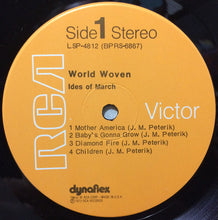 Side 1 Stereo
LSP-4812 (BPRS-6867)
World Woven
Ides of March
RCA
Victor
1 Mother America (J. M. Peterik)
2 Baby's Gonna Grow (J. M. Peterik)
3 Diamond Fire (J. M. Peterik)
4 Children (J. M. Peterik)
dynaflex